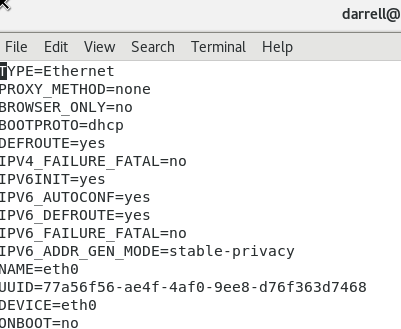 darrell@
File Edit View Search Terminal Help
TYPE=Ethernet
PROXY_METHOD=none
BROWSER_ONLY=no
BOOTPROTO=dhcp
DEFROUTE=yes
IPV4_FAILURE_FATAL=no
IPV6INIT=yes
IPV6_AUTOCONF=yes
IPV6_DEFROUTE=yes
IPV6_FAILURE_FATAL=no
IPV6_ADDR_GEN_MODE=stable-privacy
NAME=eth0
UUID=77a56f56-ae4f-4af0-9ee8-d76f363d7468
DEVICE=eth0
ONBOOT=no